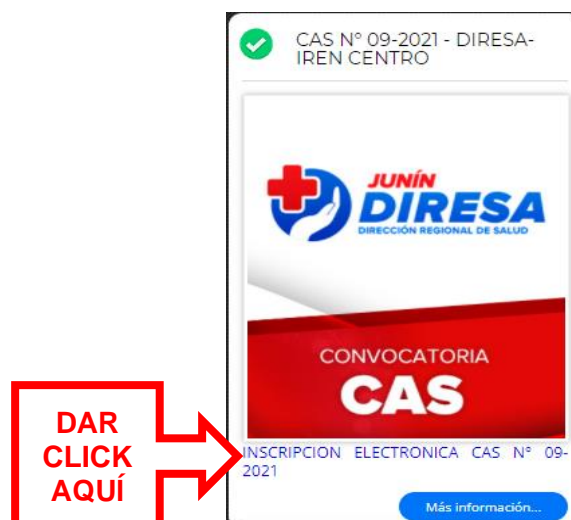 CAS N° 09-2021 - DIRESA-
IREN CENTRO
JUNÍN
DIRESA
DIRECCIÓN REGIONAL DE SALUD
CONVOCATORIA
CAS
DAR
CLICK
AQUÍ
INSCRIPCION ELECTRONICA CAS N° 09-
2021
Más información...